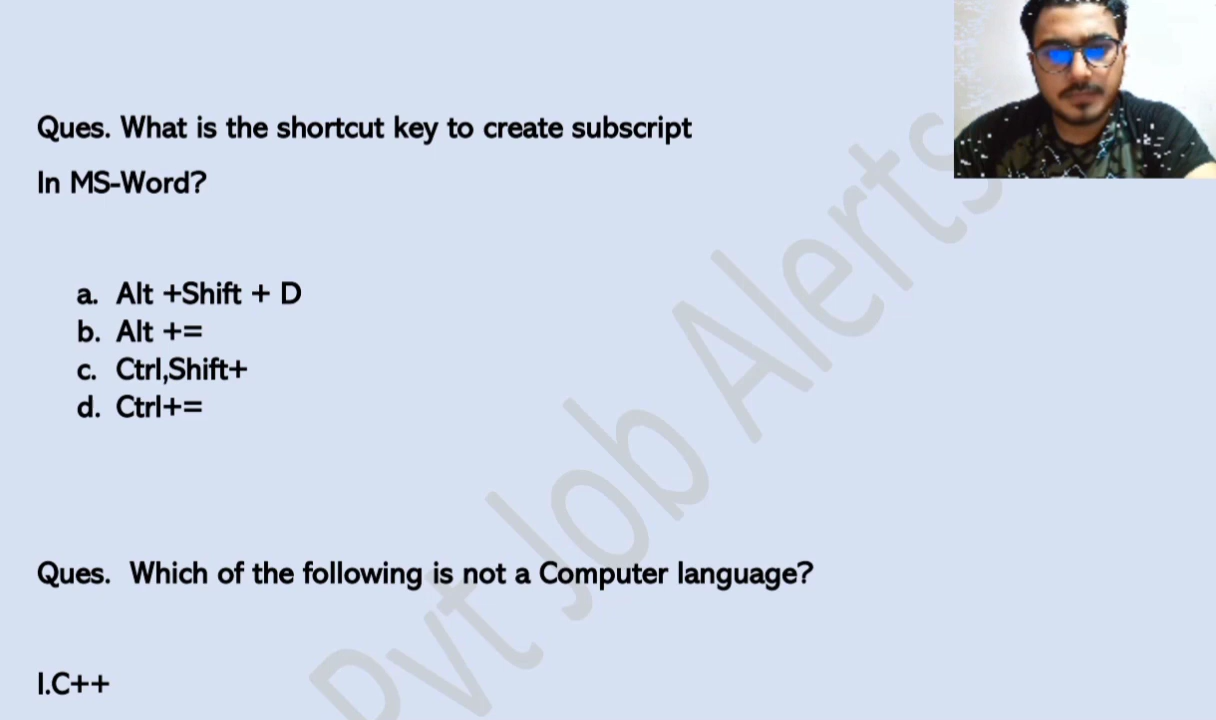 Ques. What is the shortcut key to create subscript
In MS-Word?
a. Alt +Shift + D
b. Alt +=
c. Ctrl,Shift+
d. Ctrl+=
Ques. Which of the following is not a Computer language?
I.C++
Pvt Job Alerts